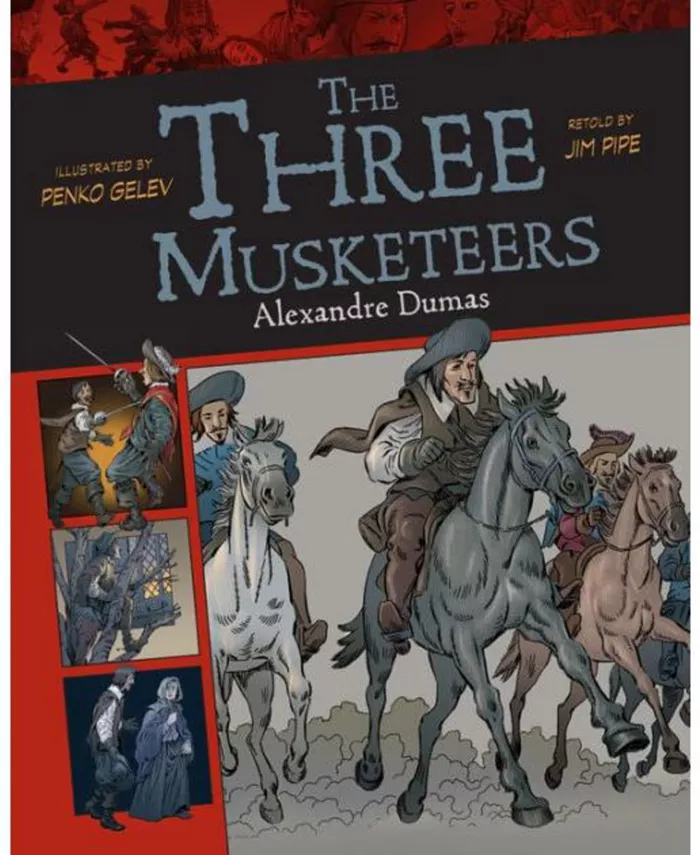 THE
THREE
MUSKETEERS
Alexandre Dumas
ILLUSTRATED BY
PENKO GELEV
RETOLD BY
JIM PIPE